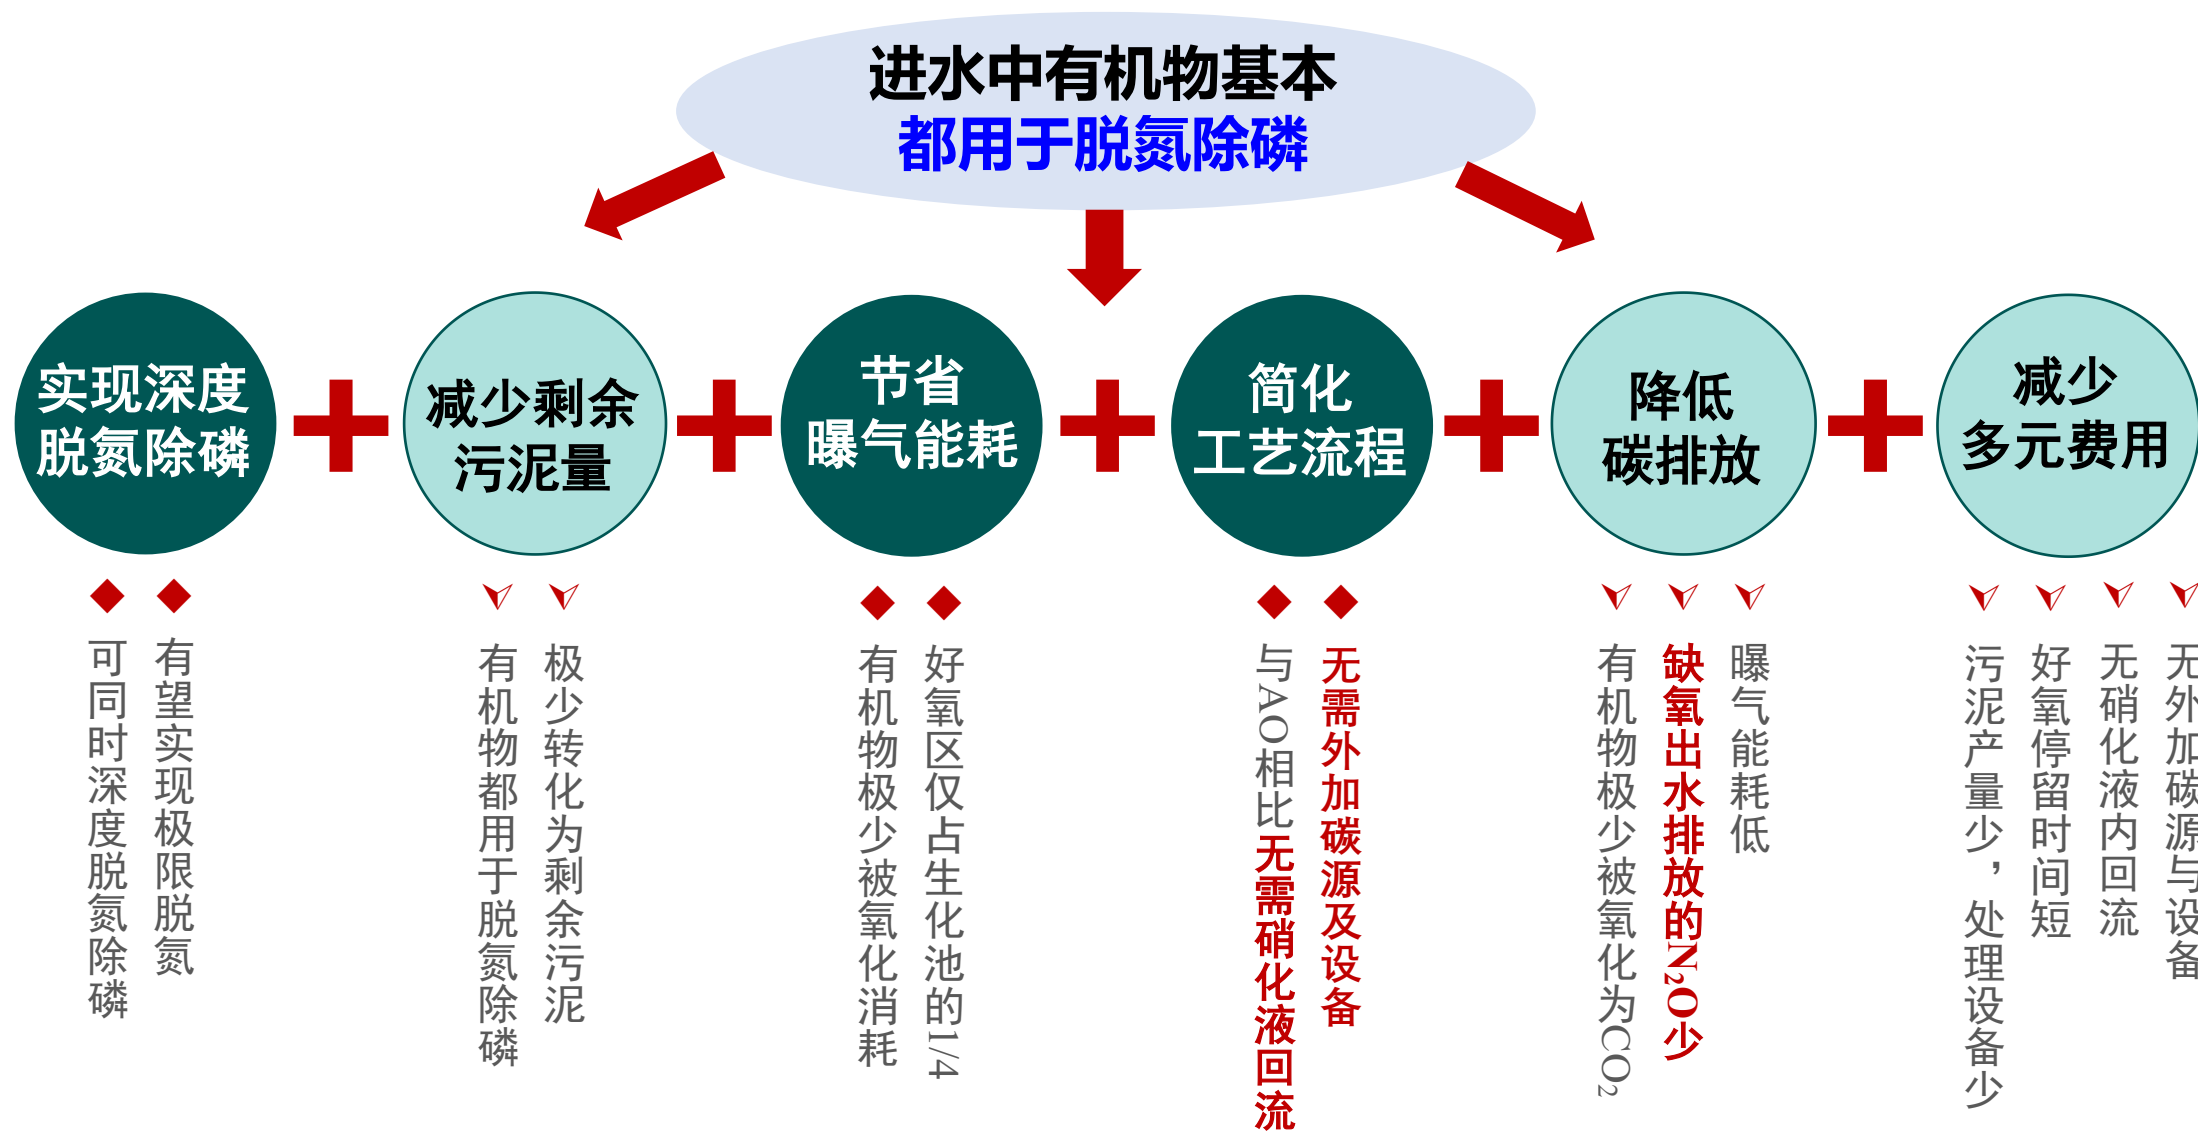 进水中有机物基本
都用于脱氮除磷
实现深度
脱氮除磷
减少剩余
污泥量
节省
曝气能耗
简化
工艺流程
降低
碳排放
减少
多元费用
可同时深度脱氮除磷
有望实现极限脱氮
有机物都用于脱氮除磷
极少转化为剩余污泥
有机物极少被氧化消耗
好氧区仅占生化池的1/4
与AO相比无需硝化液回流
无需外加碳源及设备
有机物极少被氧化为CO₂
缺氧出水排放的N₂O少
曝气能耗低
污泥产量少，处理设备少
好氧停留时间短
无硝化液内回流
无外加碳源与设备